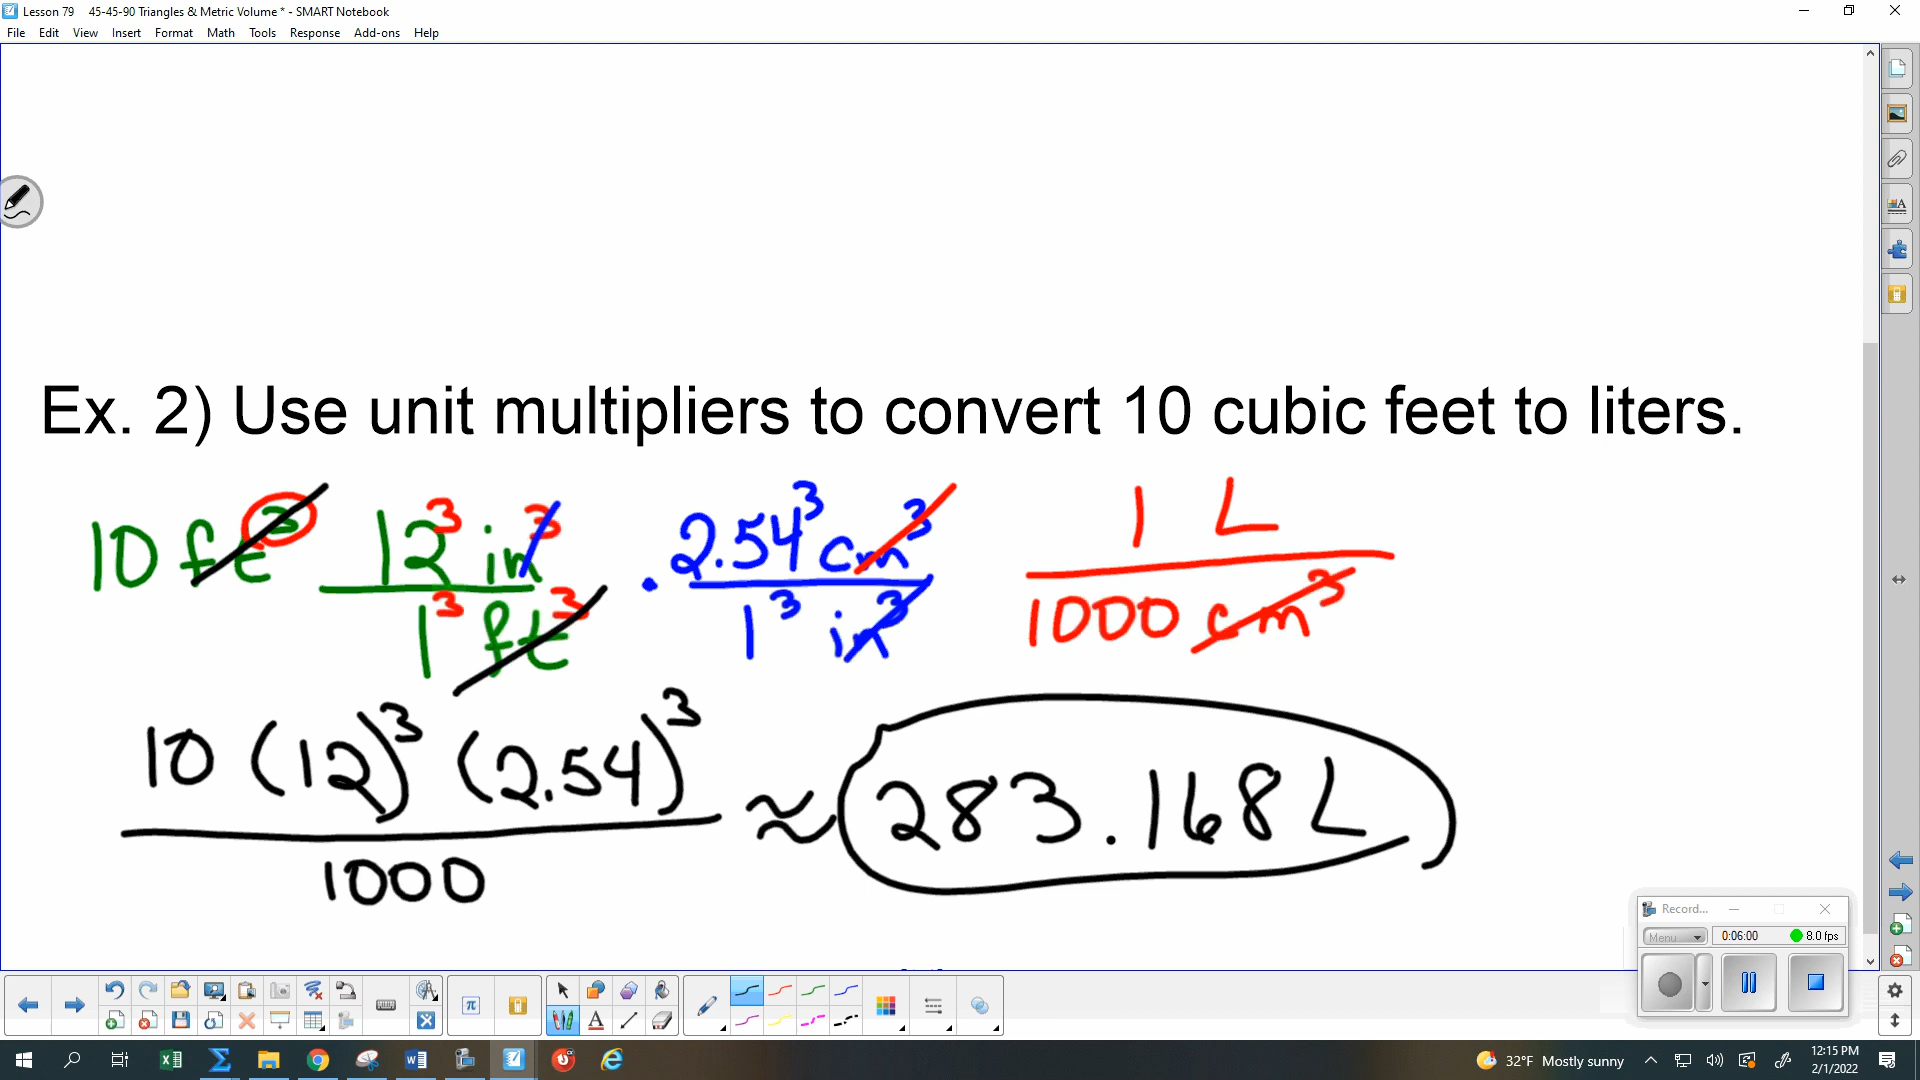 Lesson 79 45-45-90 Triangles & Metric Volume * - SMART Notebook
File Edit View Insert Format Math Tools Response Add-ons Help
Ex. 2) Use unit multipliers to convert 10 cubic feet to liters.
10 ft³ 12³ in³ / 1³ ft³ · 2.54³ cm³ / 1³ in³ 1 L / 1000 cm³
10 (12)³ (2.54)³ / 1000 ≈ 283.168 L
Record...
Menu 0:06:00 8.0 fps
32°F Mostly sunny
12:15 PM
2/1/2022